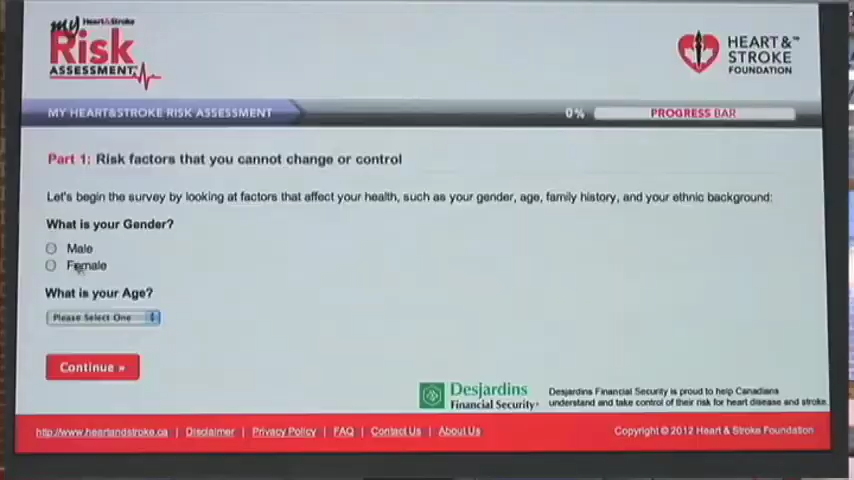 my Heart&Stroke
Risk
ASSESSMENT
HEART &™
STROKE
FOUNDATION
MY HEART&STROKE RISK ASSESSMENT
0%
PROGRESS BAR
Part 1: Risk factors that you cannot change or control
Let's begin the survey by looking at factors that affect your health, such as your gender, age, family history, and your ethnic background:
What is your Gender?
Male
Female
What is your Age?
Please Select One
Continue »
Desjardins
Financial Security
Desjardins Financial Security is proud to help Canadians
understand and take control of their risk for heart disease and stroke.
http://www.heartandstroke.ca | Disclaimer | Privacy Policy | FAQ | Contact Us | About Us
Copyright © 2012 Heart & Stroke Foundation